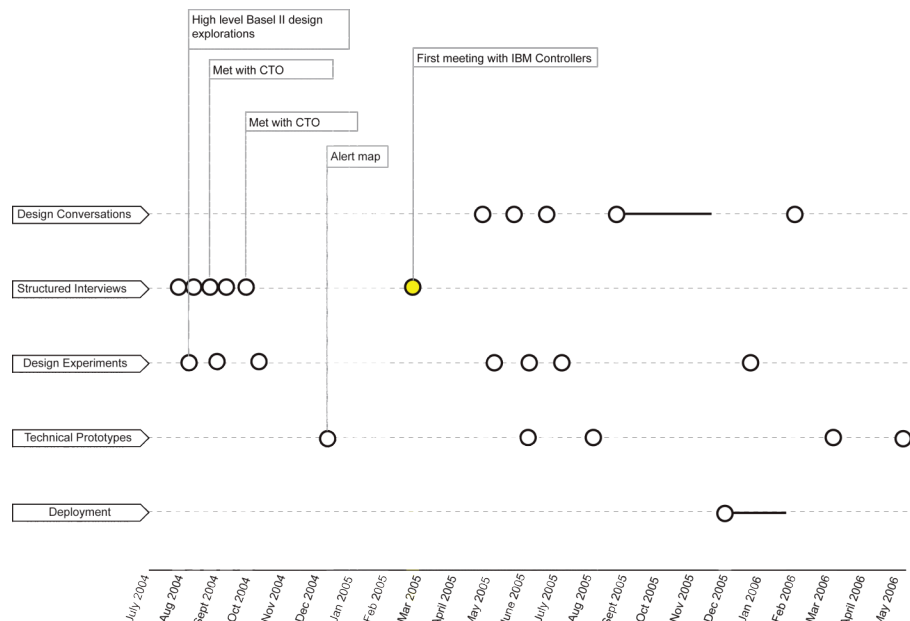 High level Basel II design
explorations
Met with CTO
First meeting with IBM Controllers
Met with CTO
Alert map
Design Conversations
Structured Interviews
Design Experiments
Technical Prototypes
Deployment
July 2004
Aug 2004
Sept 2004
Oct 2004
Nov 2004
Dec 2004
Jan 2005
Feb 2005
Mar 2005
April 2005
May 2005
June 2005
July 2005
Aug 2005
Sept 2005
Oct 2005
Nov 2005
Dec 2005
Jan 2006
Feb 2006
Mar 2006
April 2006
May 2006